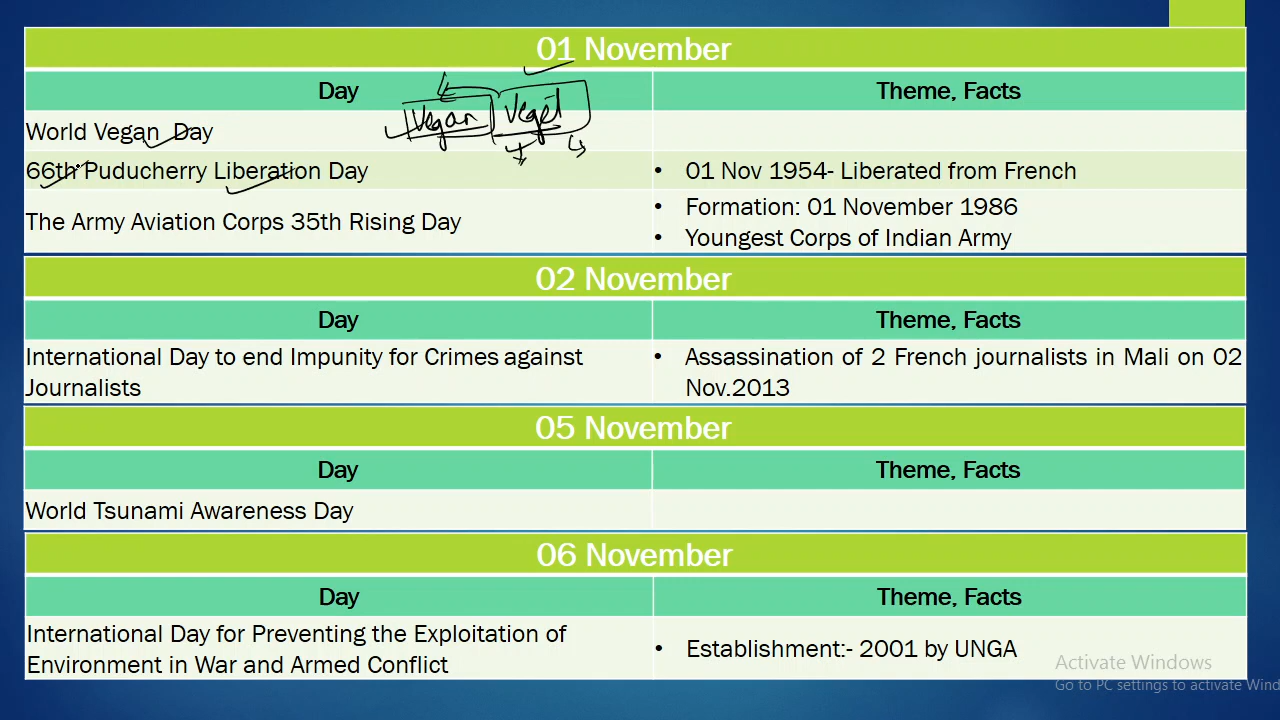 01 November
Day Theme, Facts
Vegan Veget
World Vegan Day
66th Puducherry Liberation Day • 01 Nov 1954- Liberated from French
The Army Aviation Corps 35th Rising Day • Formation: 01 November 1986
• Youngest Corps of Indian Army
02 November
Day Theme, Facts
International Day to end Impunity for Crimes against
Journalists
• Assassination of 2 French journalists in Mali on 02
Nov.2013
05 November
Day Theme, Facts
World Tsunami Awareness Day
06 November
Day Theme, Facts
International Day for Preventing the Exploitation of
Environment in War and Armed Conflict
• Establishment:- 2001 by UNGA
Activate Windows
Go to PC settings to activate Wind